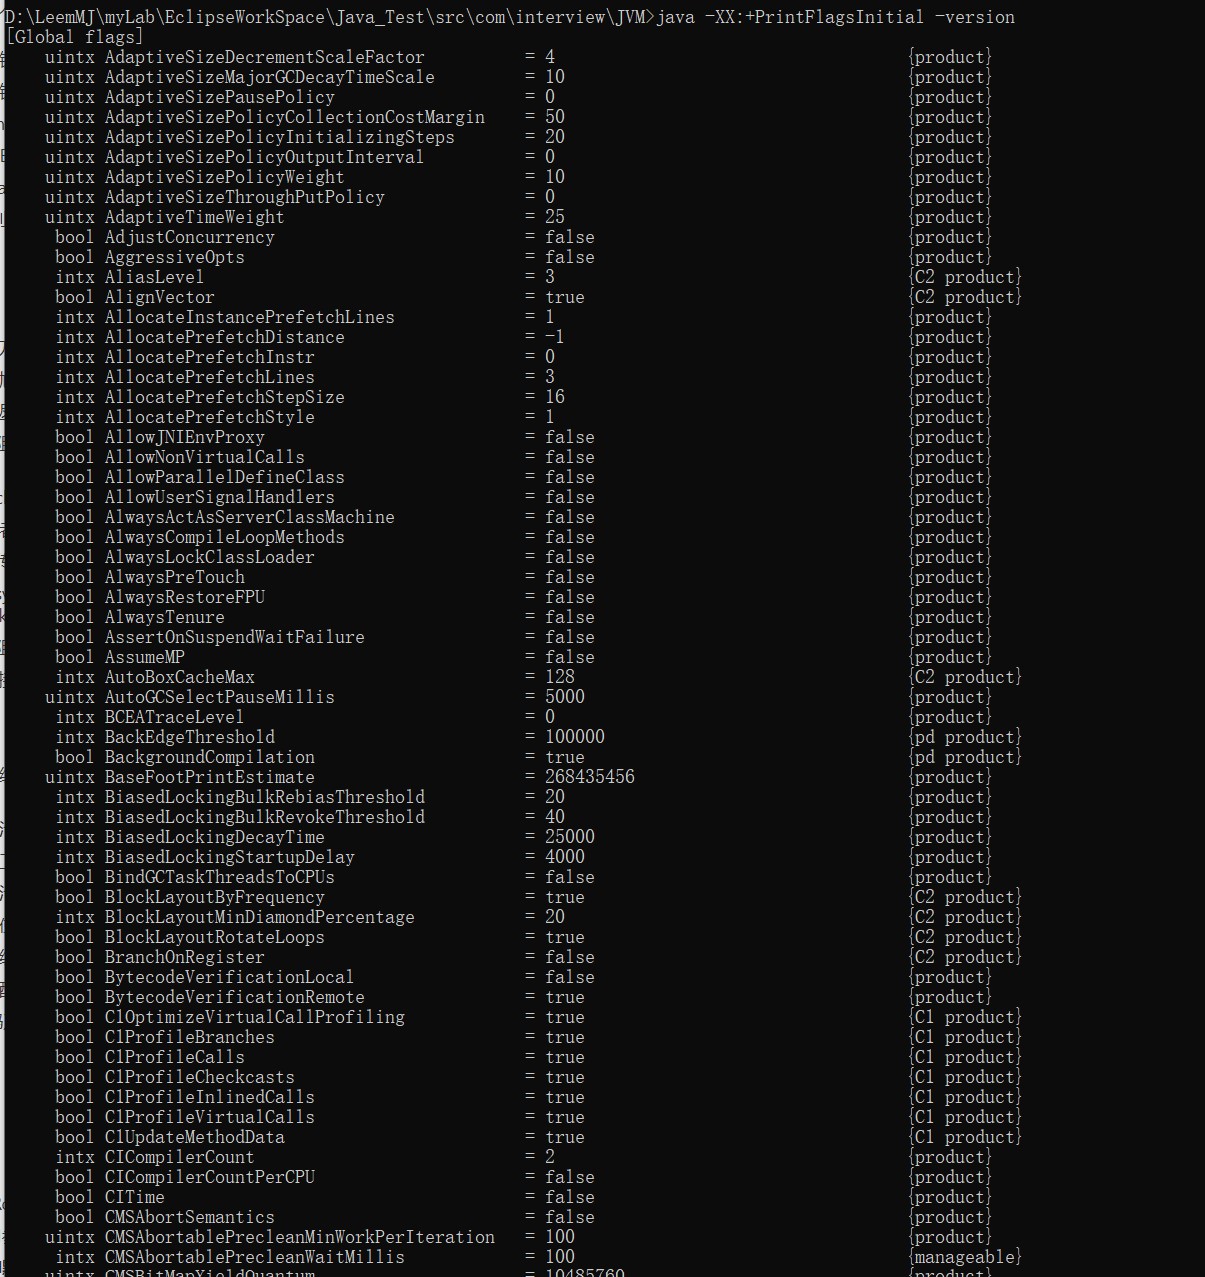 D:\LeemMJ\myLab\EclipseWorkSpace\Java_Test\src\com\interview\JVM>java -XX:+PrintFlagsInitial -version
[Global flags]
uintx AdaptiveSizeDecrementScaleFactor = 4 {product}
uintx AdaptiveSizeMajorGCDecayTimeScale = 10 {product}
uintx AdaptiveSizePausePolicy = 0 {product}
uintx AdaptiveSizePolicyCollectionCostMargin = 50 {product}
uintx AdaptiveSizePolicyInitializingSteps = 20 {product}
uintx AdaptiveSizePolicyOutputInterval = 0 {product}
uintx AdaptiveSizePolicyWeight = 10 {product}
uintx AdaptiveSizeThroughPutPolicy = 0 {product}
uintx AdaptiveTimeWeight = 25 {product}
bool AdjustConcurrency = false {product}
bool AggressiveOpts = false {product}
intx AliasLevel = 3 {C2 product}
bool AlignVector = true {C2 product}
intx AllocateInstancePrefetchLines = 1 {product}
intx AllocatePrefetchDistance = -1 {product}
intx AllocatePrefetchInstr = 0 {product}
intx AllocatePrefetchLines = 3 {product}
intx AllocatePrefetchStepSize = 16 {product}
intx AllocatePrefetchStyle = 1 {product}
bool AllowJNIEnvProxy = false {product}
bool AllowNonVirtualCalls = false {product}
bool AllowParallelDefineClass = false {product}
bool AllowUserSignalHandlers = false {product}
bool AlwaysActAsServerClassMachine = false {product}
bool AlwaysCompileLoopMethods = false {product}
bool AlwaysLockClassLoader = false {product}
bool AlwaysPreTouch = false {product}
bool AlwaysRestoreFPU = false {product}
bool AlwaysTenure = false {product}
bool AssertOnSuspendWaitFailure = false {product}
bool AssumeMP = false {product}
intx AutoBoxCacheMax = 128 {C2 product}
uintx AutoGCSelectPauseMillis = 5000 {product}
intx BCEATraceLevel = 0 {product}
intx BackEdgeThreshold = 100000 {pd product}
bool BackgroundCompilation = true {pd product}
uintx BaseFootPrintEstimate = 268435456 {product}
intx BiasedLockingBulkRebiasThreshold = 20 {product}
intx BiasedLockingBulkRevokeThreshold = 40 {product}
intx BiasedLockingDecayTime = 25000 {product}
intx BiasedLockingStartupDelay = 4000 {product}
bool BindGCTaskThreadsToCPUs = false {product}
bool BlockLayoutByFrequency = true {C2 product}
intx BlockLayoutMinDiamondPercentage = 20 {C2 product}
bool BlockLayoutRotateLoops = true {C2 product}
bool BranchOnRegister = false {C2 product}
bool BytecodeVerificationLocal = false {product}
bool BytecodeVerificationRemote = true {product}
bool C1OptimizeVirtualCallProfiling = true {C1 product}
bool C1ProfileBranches = true {C1 product}
bool C1ProfileCalls = true {C1 product}
bool C1ProfileCheckcasts = true {C1 product}
bool C1ProfileInlinedCalls = true {C1 product}
bool C1ProfileVirtualCalls = true {C1 product}
bool C1UpdateMethodData = true {C1 product}
intx CICompilerCount = 2 {product}
bool CICompilerCountPerCPU = false {product}
bool CITime = false {product}
bool CMSAbortSemantics = false {product}
uintx CMSAbortablePrecleanMinWorkPerIteration = 100 {product}
intx CMSAbortablePrecleanWaitMillis = 100 {manageable}
uintx CMSBitMapYieldQuantum = 10485760 {product}